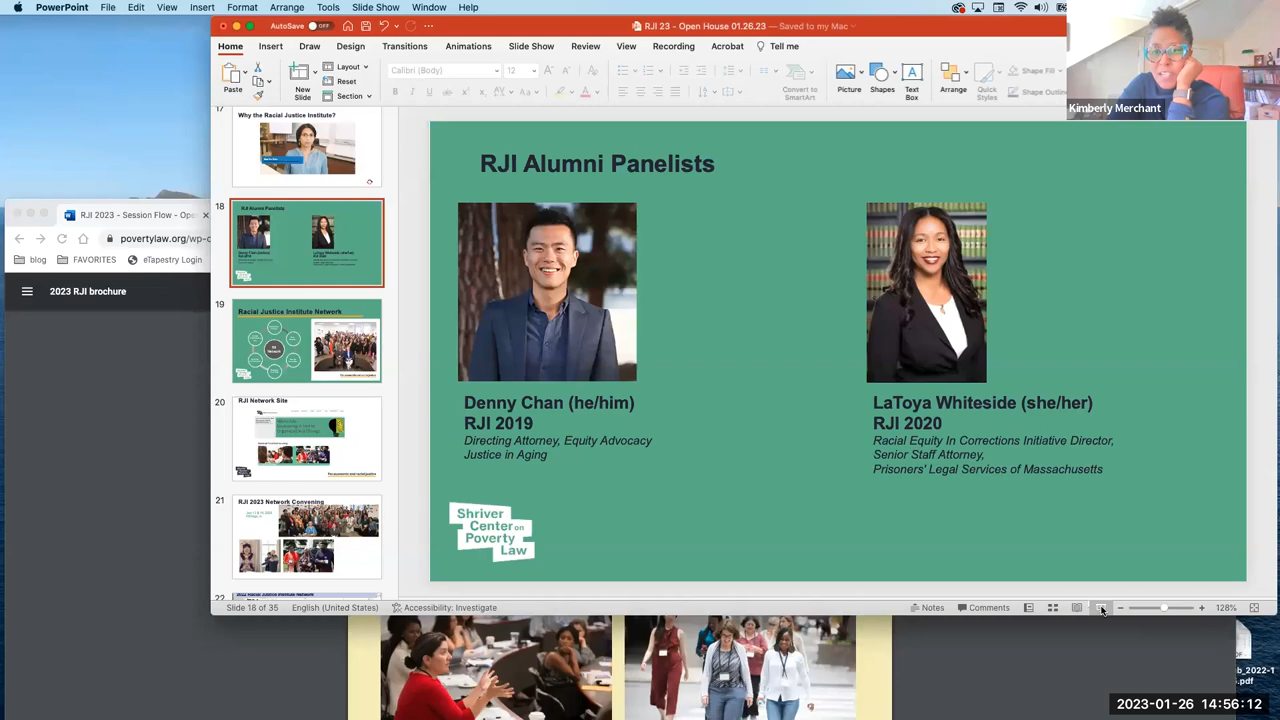 PowerPoint File Edit View Insert Format Arrange Tools Slide Show Window Help
AutoSave OFF
RJI 23 - Open House 01.26.23 — Saved to my Mac
Home Insert Draw Design Transitions Animations Slide Show Review View Recording Acrobat Tell me
Paste
New Slide
Layout
Reset
Section
Calibri (Body) 12
Convert to SmartArt
Picture
Shapes
Text Box
Arrange
Quick Styles
Shape Fill
Shape Outline
Kimberly Merchant
RJI 2023 - Session Flow - Ope
povertylaw.org/wp-c
2023 RJI brochure
17
Why the Racial Justice Institute?
18
RJI Alumni Panelists
19
Racial Justice Institute Network
20
RJI Network Site
21
RJI 2023 Network Convening
22
RJI Alumni Panelists
Denny Chan (he/him)
RJI 2019
Directing Attorney, Equity Advocacy
Justice in Aging
LaToya Whiteside (she/her)
RJI 2020
Racial Equity In Corrections Initiative Director,
Senior Staff Attorney,
Prisoners' Legal Services of Massachusetts
Shriver
Center on
Poverty
Law
Slide 18 of 35 English (United States) Accessibility: Investigate
Notes Comments 128%
2023-01-26 14:56:12